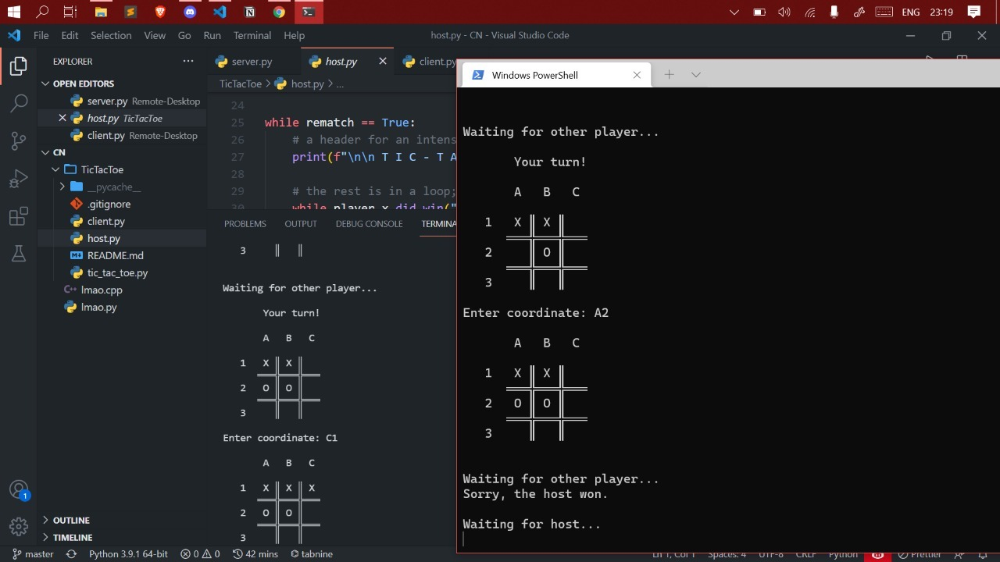 ENG 23:19
File Edit Selection View Go Run Terminal Help
host.py - CN - Visual Studio Code
EXPLORER
OPEN EDITORS
server.py Remote-Desktop
host.py TicTacToe
client.py Remote-Desktop
CN
TicTacToe
__pycache__
.gitignore
client.py
host.py
README.md
tic_tac_toe.py
lmao.cpp
lmao.py
OUTLINE
TIMELINE
server.py host.py client.py
TicTacToe > host.py > ...
24
25 while rematch == True:
26 # a header for an intens
27 print(f"\n\n T I C - T A
28
29 # the rest is in a loop;
30 while player_x.did_win("
PROBLEMS OUTPUT DEBUG CONSOLE TERMINA
3
Waiting for other player...
Your turn!
A B C
1 X X
2 O O
3
Enter coordinate: C1
A B C
1 X X X
2 O O
3
Windows PowerShell
Waiting for other player...
Your turn!
A B C
1 X X
2 O
3
Enter coordinate: A2
A B C
1 X X
2 O O
3
Waiting for other player...
Sorry, the host won.
Waiting for host...
master Python 3.9.1 64-bit 0 0 42 mins tabnine
Ln 1, Col 1 Spaces: 4 UTF-8 CRLF Python Prettier